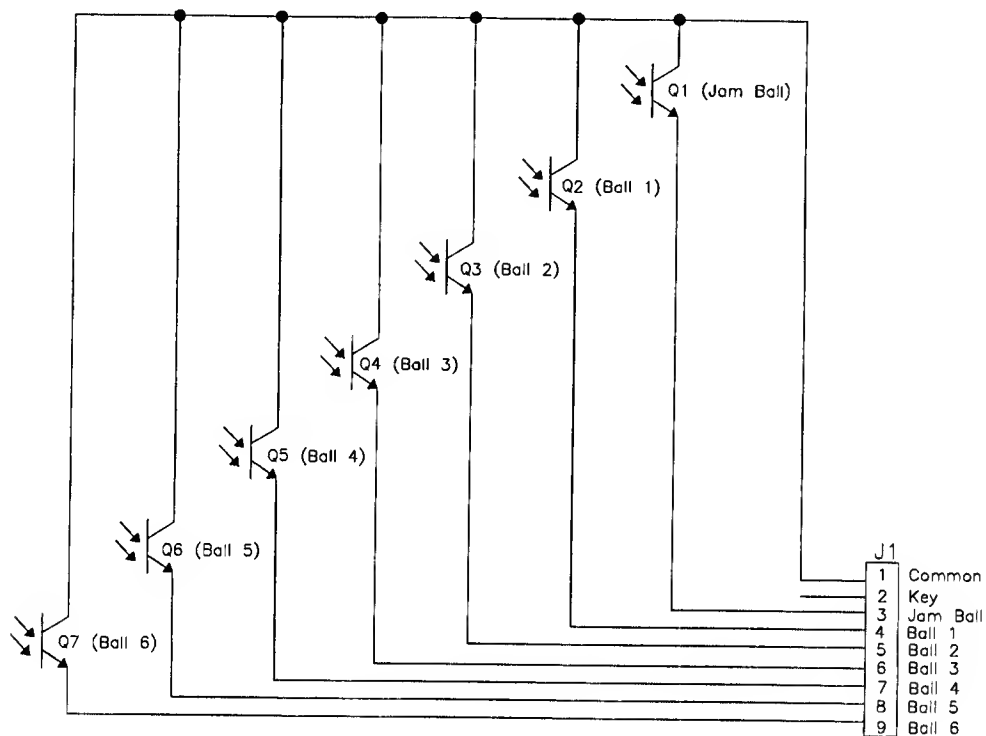 Q1 (Jam Ball)
Q2 (Ball 1)
Q3 (Ball 2)
Q4 (Ball 3)
Q5 (Ball 4)
Q6 (Ball 5)
Q7 (Ball 6)
J1
1 Common
2 Key
3 Jam Ball
4 Ball 1
5 Ball 2
6 Ball 3
7 Ball 4
8 Ball 5
9 Ball 6